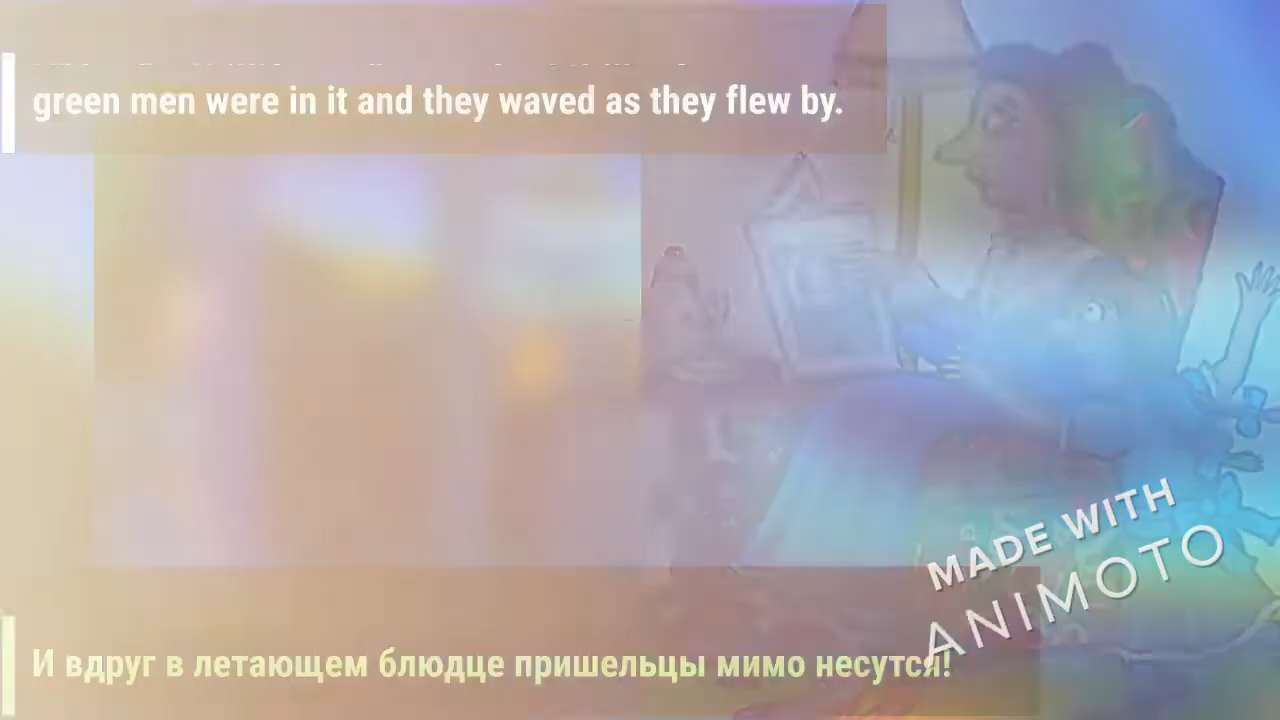 green men were in it and they waved as they flew by.
И вдруг в летающем блюдце пришельцы мимо несутся!
MADE WITH
ANIMOTO